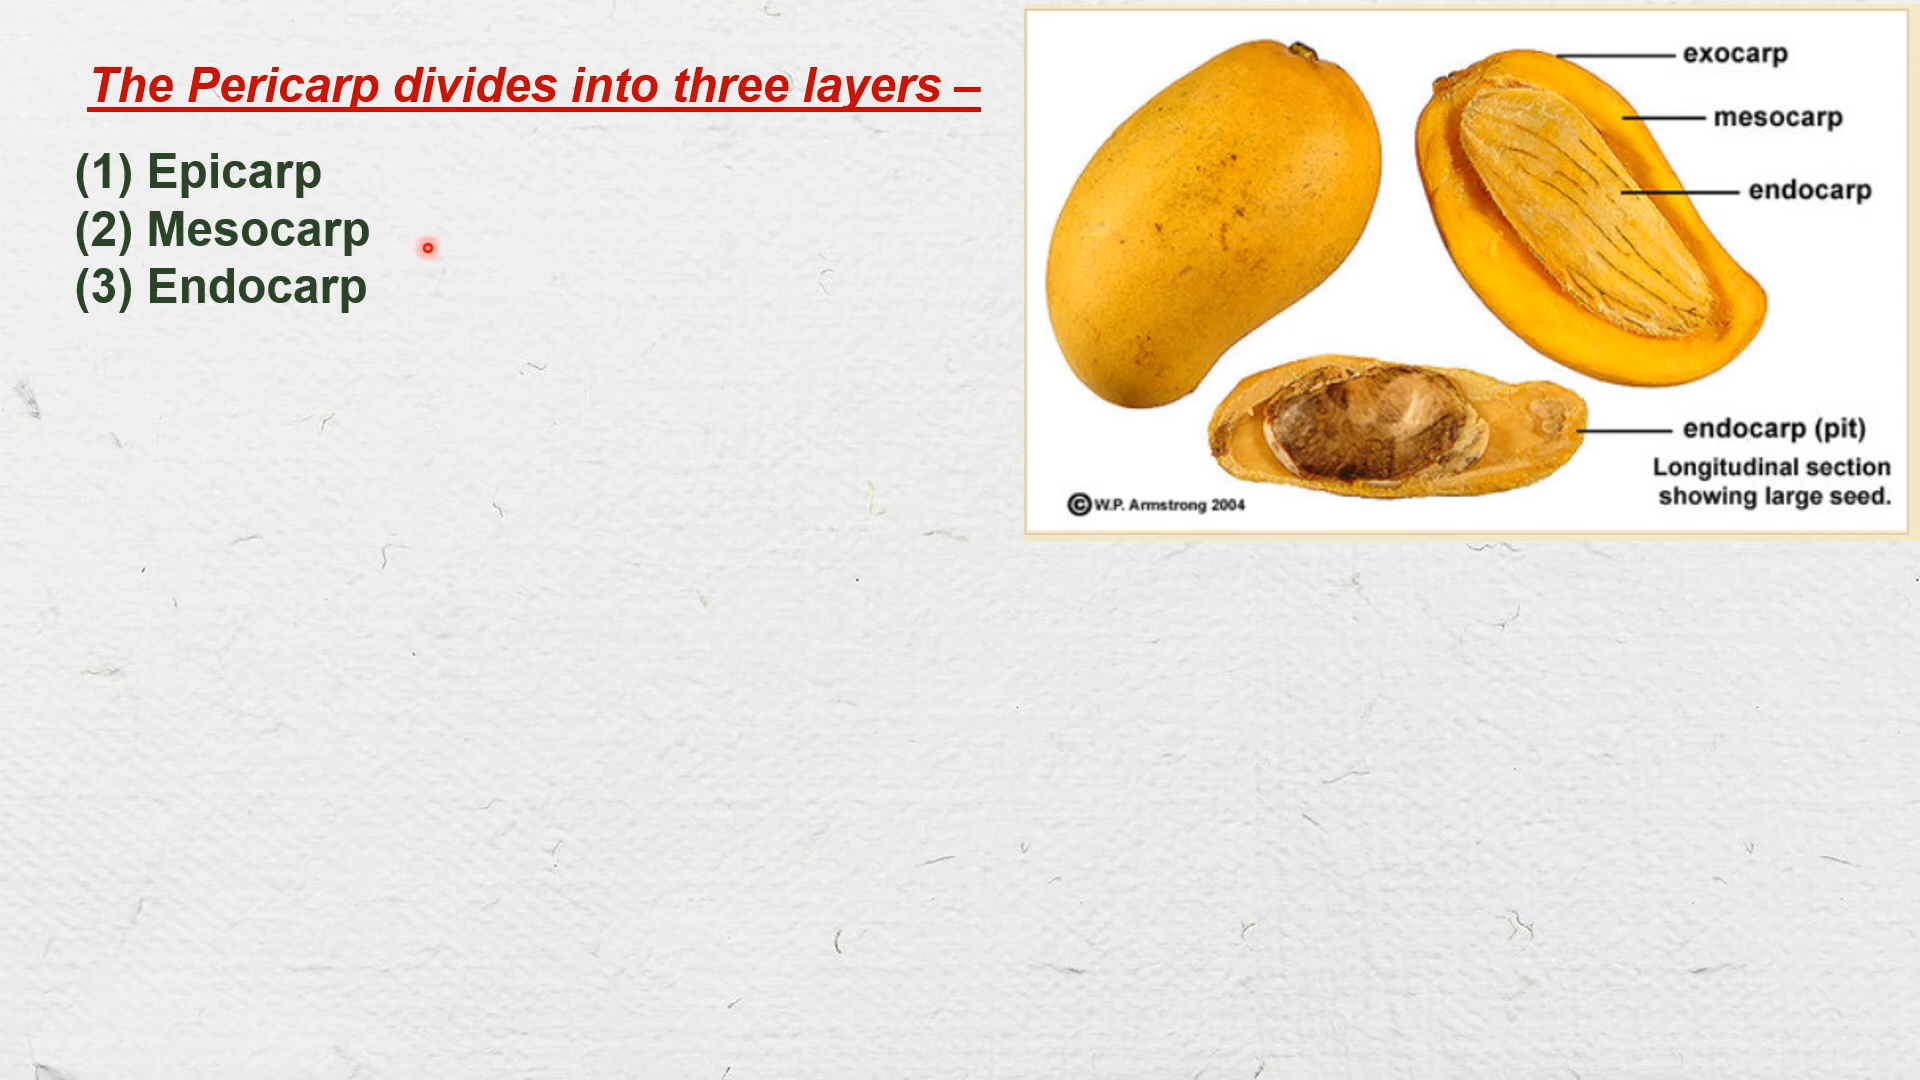 The Pericarp divides into three layers –
(1) Epicarp
(2) Mesocarp
(3) Endocarp
exocarp
mesocarp
endocarp
endocarp (pit)
Longitudinal section
showing large seed.
© W.P. Armstrong 2004